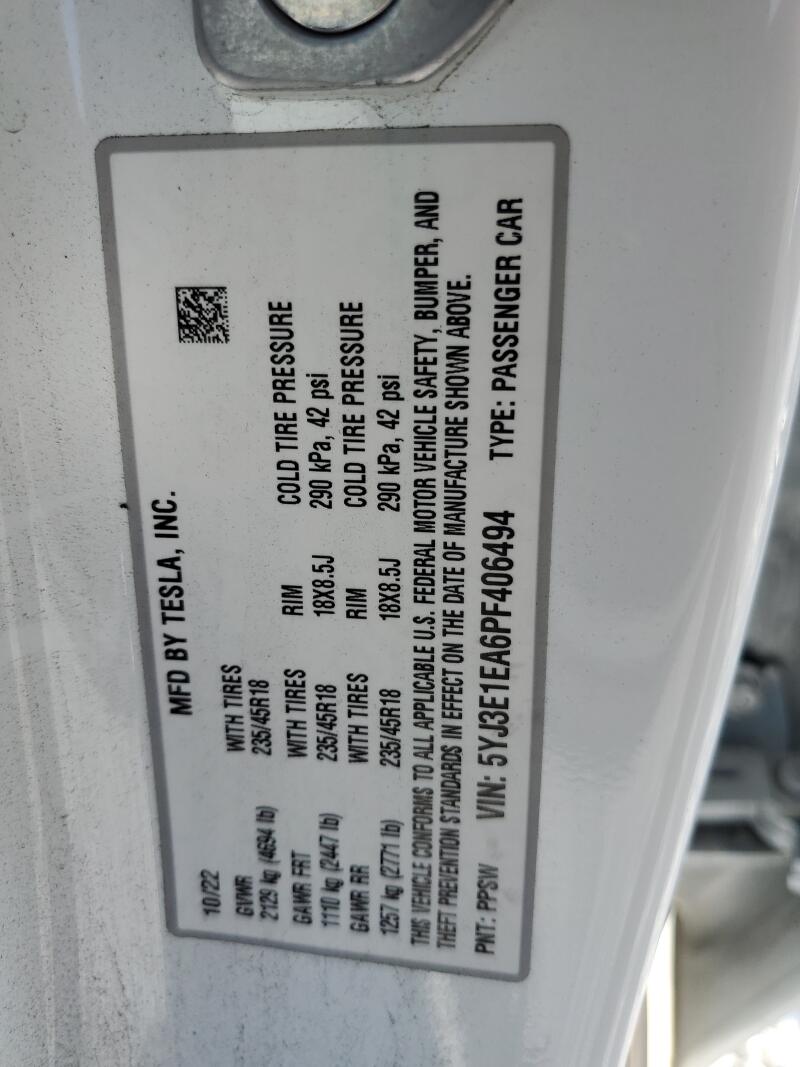 MFD BY TESLA, INC.
10/22
GVWR WITH TIRES
2129 kg (4694 lb) 235/45R18
GAWR FRT WITH TIRES RIM COLD TIRE PRESSURE
1110 kg (2447 lb) 235/45R18 18X8.5J 290 kPa, 42 psi
GAWR RR WITH TIRES RIM COLD TIRE PRESSURE
1257 kg (2771 lb) 235/45R18 18X8.5J 290 kPa, 42 psi
THIS VEHICLE CONFORMS TO ALL APPLICABLE U.S. FEDERAL MOTOR VEHICLE SAFETY, BUMPER, AND
THEFT PREVENTION STANDARDS IN EFFECT ON THE DATE OF MANUFACTURE SHOWN ABOVE.
PNT: PPSW VIN: 5YJ3E1EA6PF406494 TYPE: PASSENGER CAR